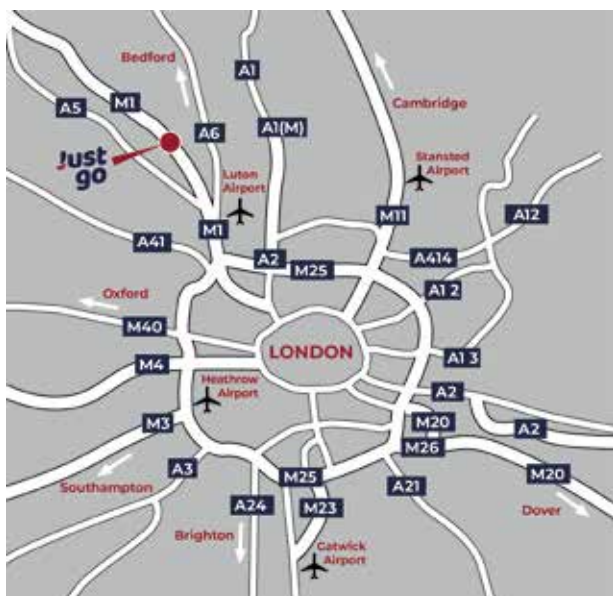 Bedford
A1
A5
M1
Cambridge
A6
A1(M)
Just
go
Stansted
Airport
Luton
Airport
M11
A12
M1
A41
A2
M25
A414
A1 2
Oxford
M40
LONDON
A1 3
M4
Heathrow
Airport
A2
M3
M20
A2
M26
A3
M25
M20
Southampton
A21
A24
M23
Dover
Brighton
Gatwick
Airport